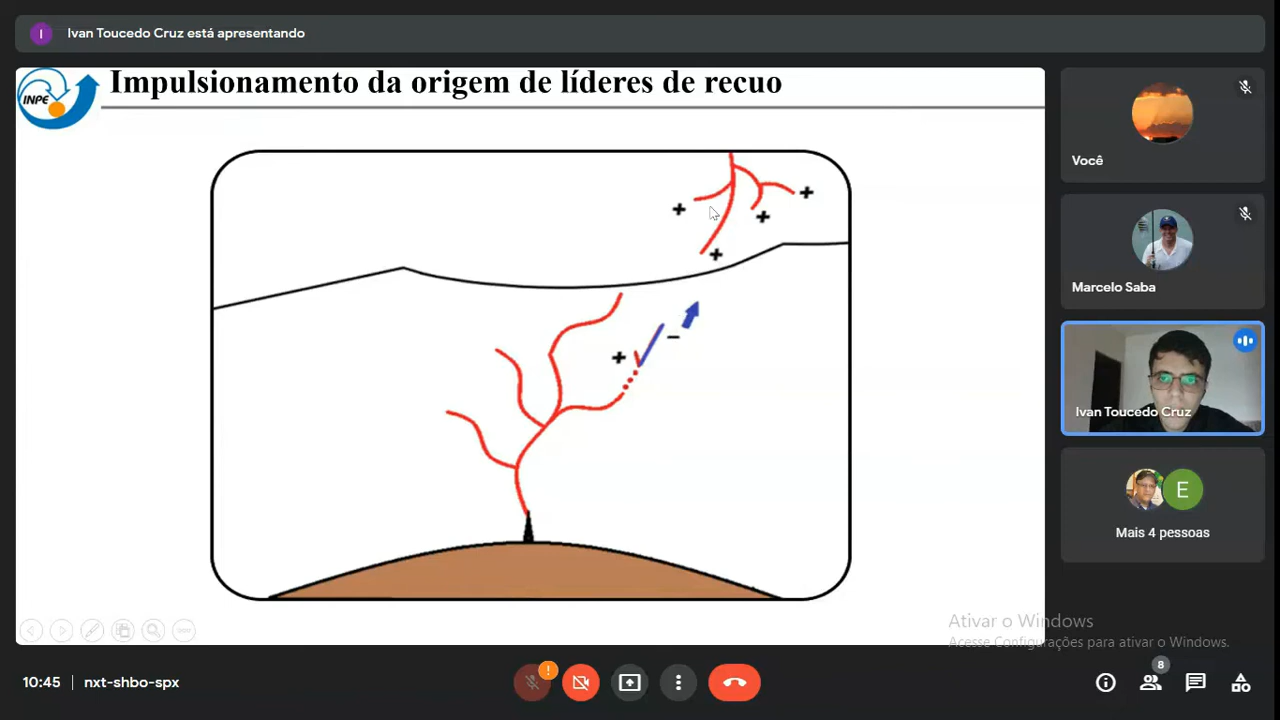 I
Ivan Toucedo Cruz está apresentando
INPE
Impulsionamento da origem de líderes de recuo
+
+
+
+
+
−
Você
Marcelo Saba
Ivan Toucedo Cruz
E
Mais 4 pessoas
Ativar o Windows
Acesse Configurações para ativar o Windows.
10:45 | nxt-shbo-spx
!
8